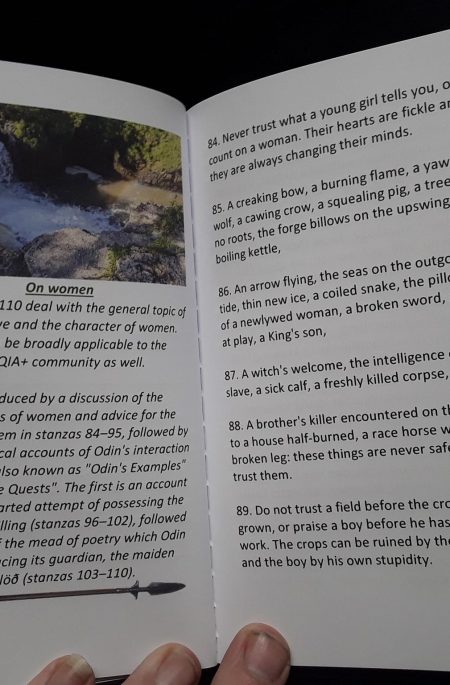 On women
110 deal with the general topic of
ve and the character of women.
be broadly applicable to the
QIA+ community as well.
duced by a discussion of the
s of women and advice for the
em in stanzas 84–95, followed by
cal accounts of Odin's interaction
also known as "Odin's Examples"
e Quests". The first is an account
arted attempt of possessing the
lling (stanzas 96–102), followed
f the mead of poetry which Odin
cing its guardian, the maiden
löð (stanzas 103–110).
84. Never trust what a young girl tells you, o
count on a woman. Their hearts are fickle a
they are always changing their minds.
85. A creaking bow, a burning flame, a yaw
wolf, a cawing crow, a squealing pig, a tree
no roots, the forge billows on the upswing
boiling kettle,
86. An arrow flying, the seas on the outgo
tide, thin new ice, a coiled snake, the pillo
of a newlywed woman, a broken sword,
at play, a King's son,
87. A witch's welcome, the intelligence
slave, a sick calf, a freshly killed corpse,
88. A brother's killer encountered on th
to a house half-burned, a race horse w
broken leg: these things are never safe
trust them.
89. Do not trust a field before the cro
grown, or praise a boy before he has
work. The crops can be ruined by the
and the boy by his own stupidity.